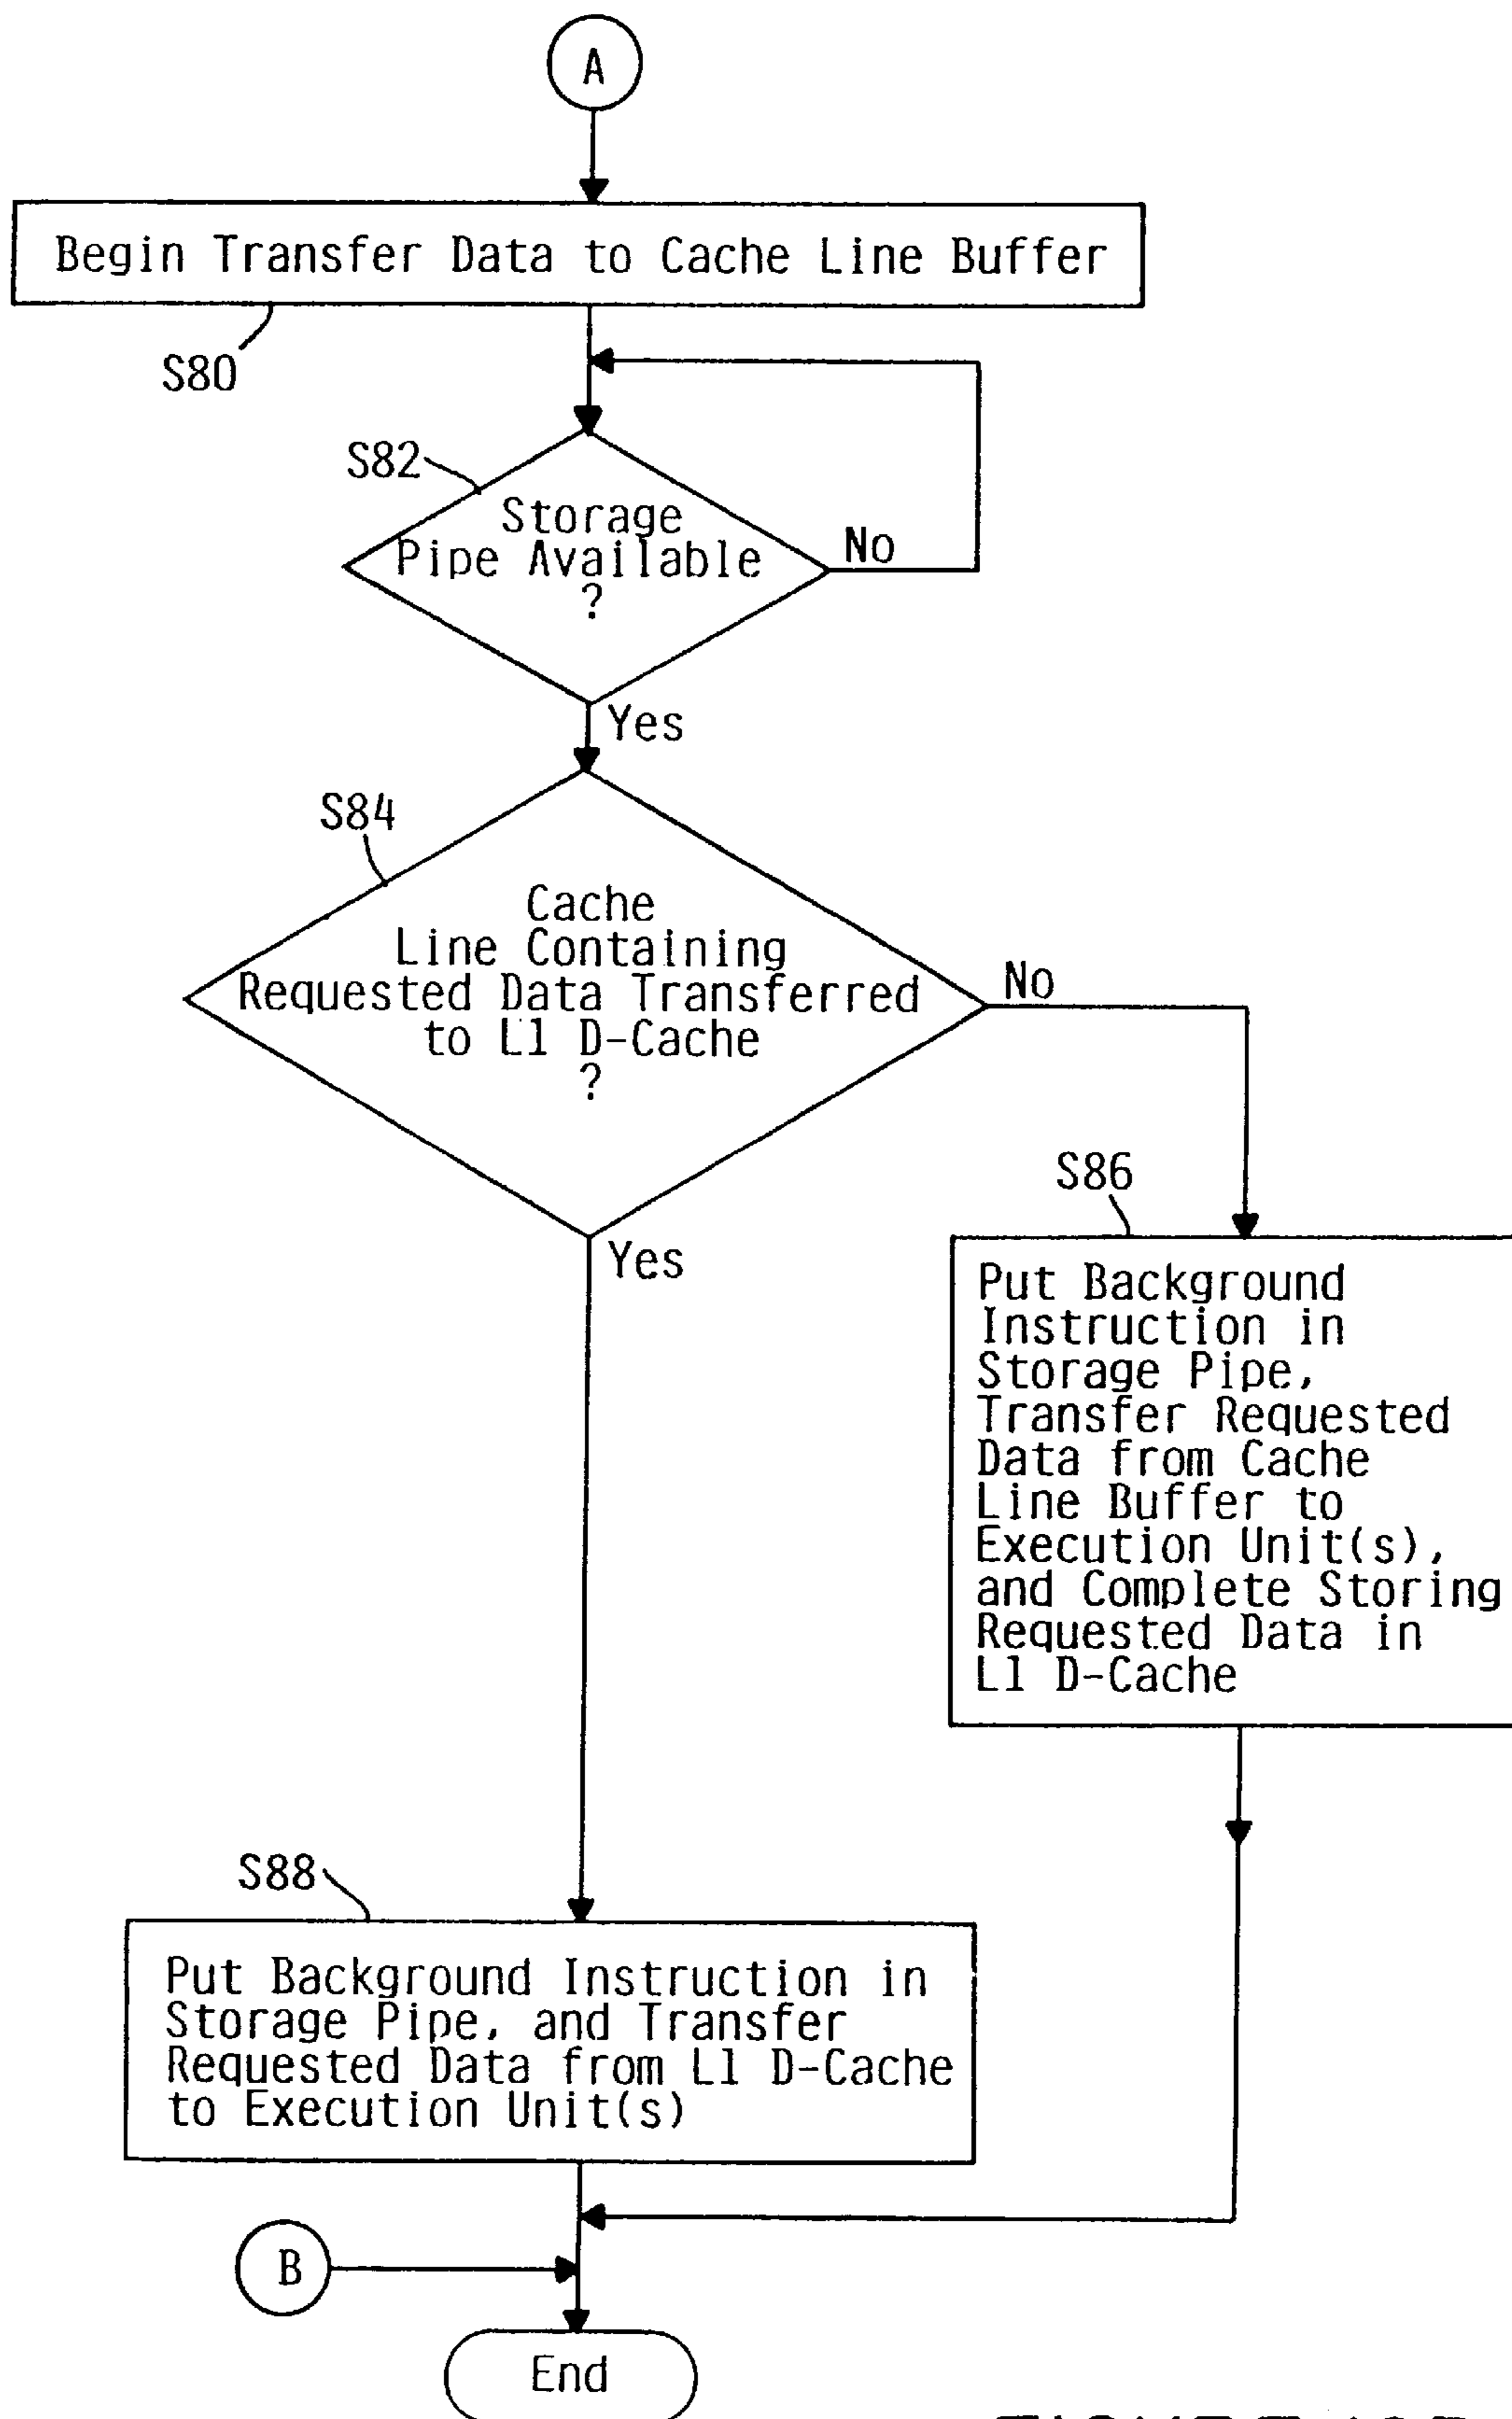 A
Begin Transfer Data to Cache Line Buffer
S80
S82
Storage
Pipe Available
?
No
Yes
S84
Cache
Line Containing
Requested Data Transferred
to L1 D-Cache
?
No
Yes
S86
Put Background
Instruction in
Storage Pipe,
Transfer Requested
Data from Cache
Line Buffer to
Execution Unit(s),
and Complete Storing
Requested Data in
L1 D-Cache
S88
Put Background Instruction in
Storage Pipe, and Transfer
Requested Data from L1 D-Cache
to Execution Unit(s)
B
End